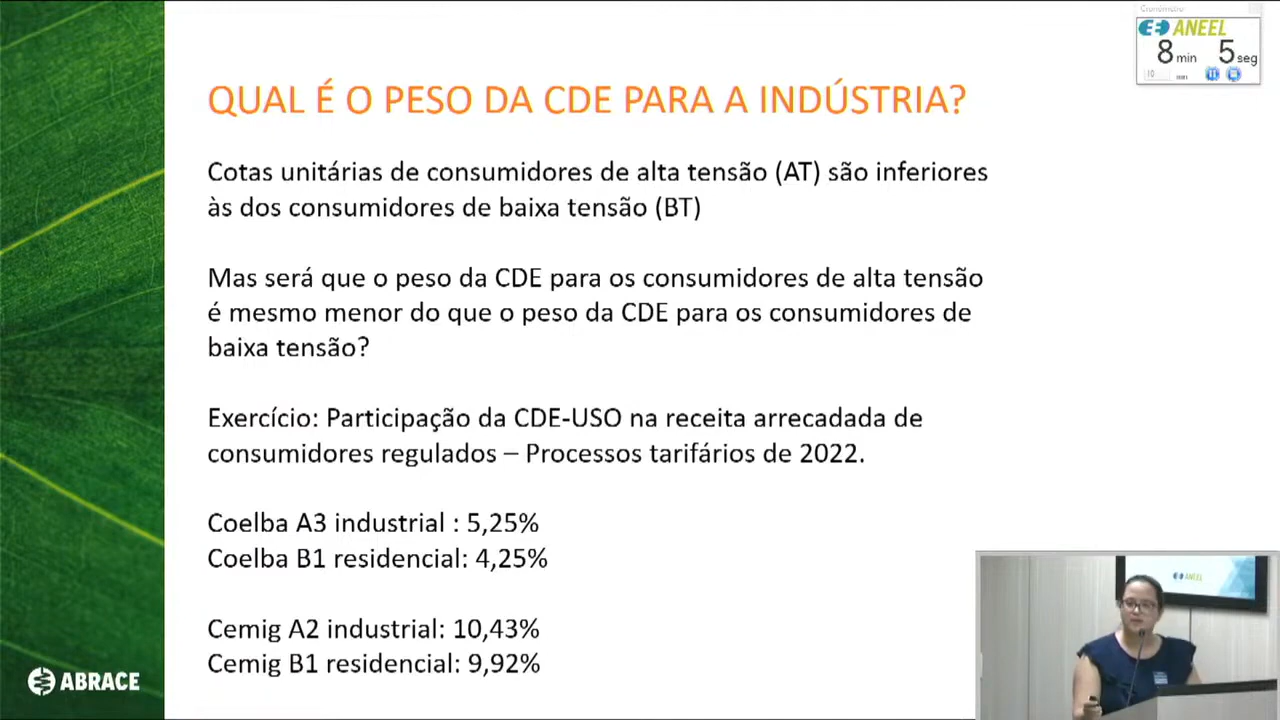 Cronômetro
ANEEL
8 min 5 seg
10 min
QUAL É O PESO DA CDE PARA A INDÚSTRIA?
Cotas unitárias de consumidores de alta tensão (AT) são inferiores
às dos consumidores de baixa tensão (BT)
Mas será que o peso da CDE para os consumidores de alta tensão
é mesmo menor do que o peso da CDE para os consumidores de
baixa tensão?
Exercício: Participação da CDE-USO na receita arrecadada de
consumidores regulados – Processos tarifários de 2022.
Coelba A3 industrial : 5,25%
Coelba B1 residencial: 4,25%
Cemig A2 industrial: 10,43%
Cemig B1 residencial: 9,92%
ABRACE
ANEEL